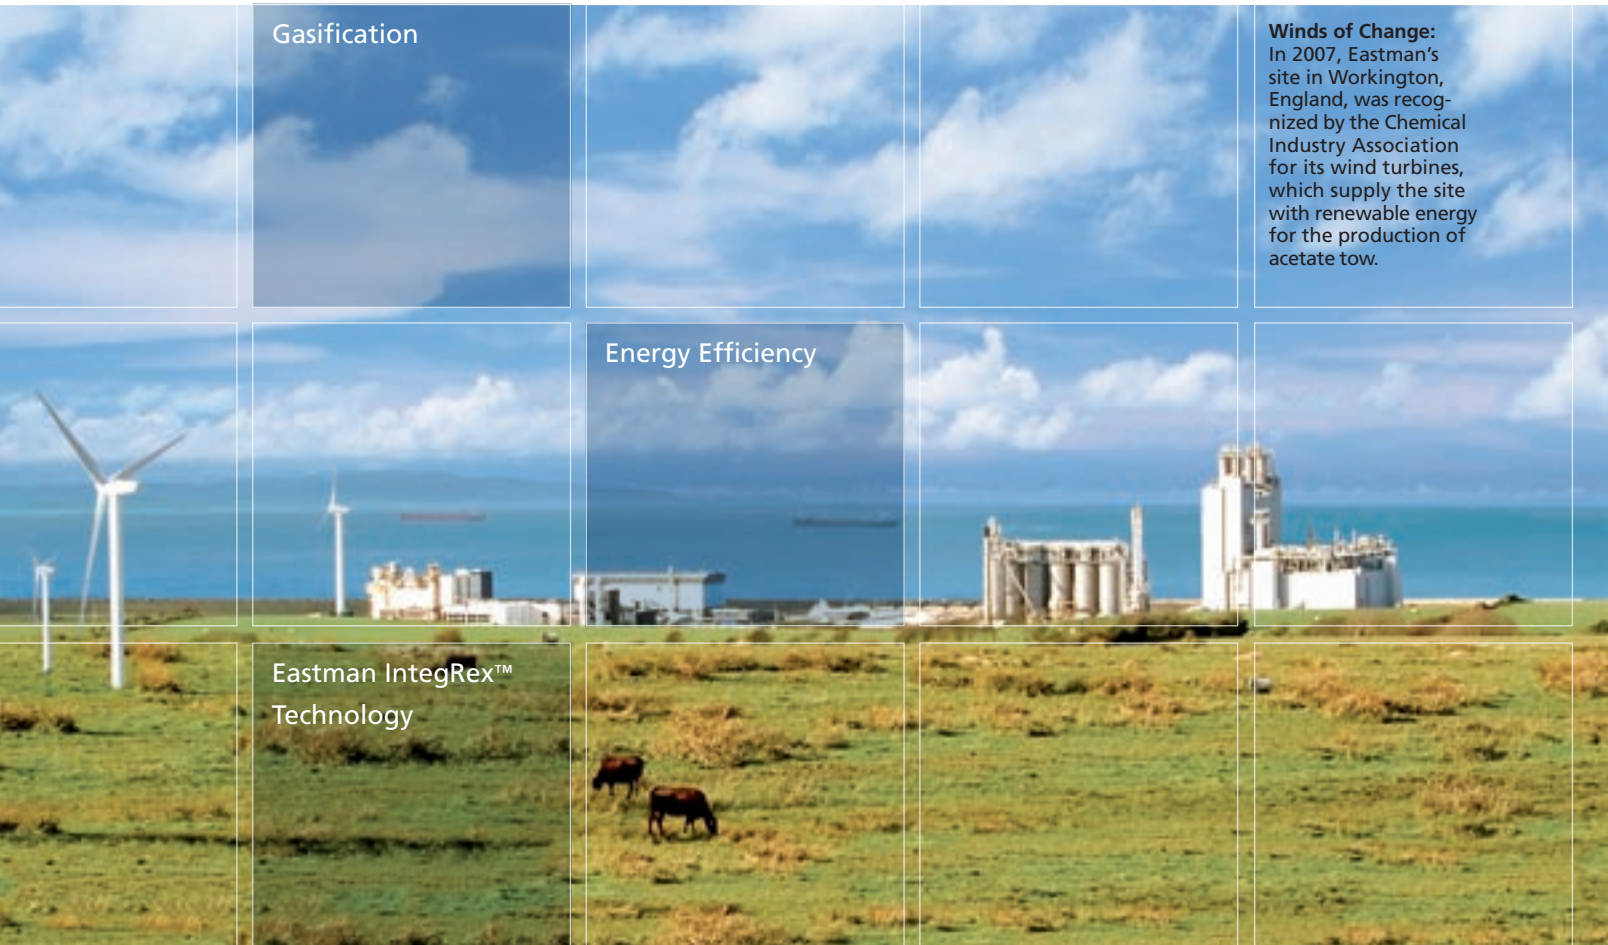 Gasification
Winds of Change:
In 2007, Eastman’s
site in Workington,
England, was recog-
nized by the Chemical
Industry Association
for its wind turbines,
which supply the site
with renewable energy
for the production of
acetate tow.
Energy Efficiency
Eastman IntegRex™
Technology